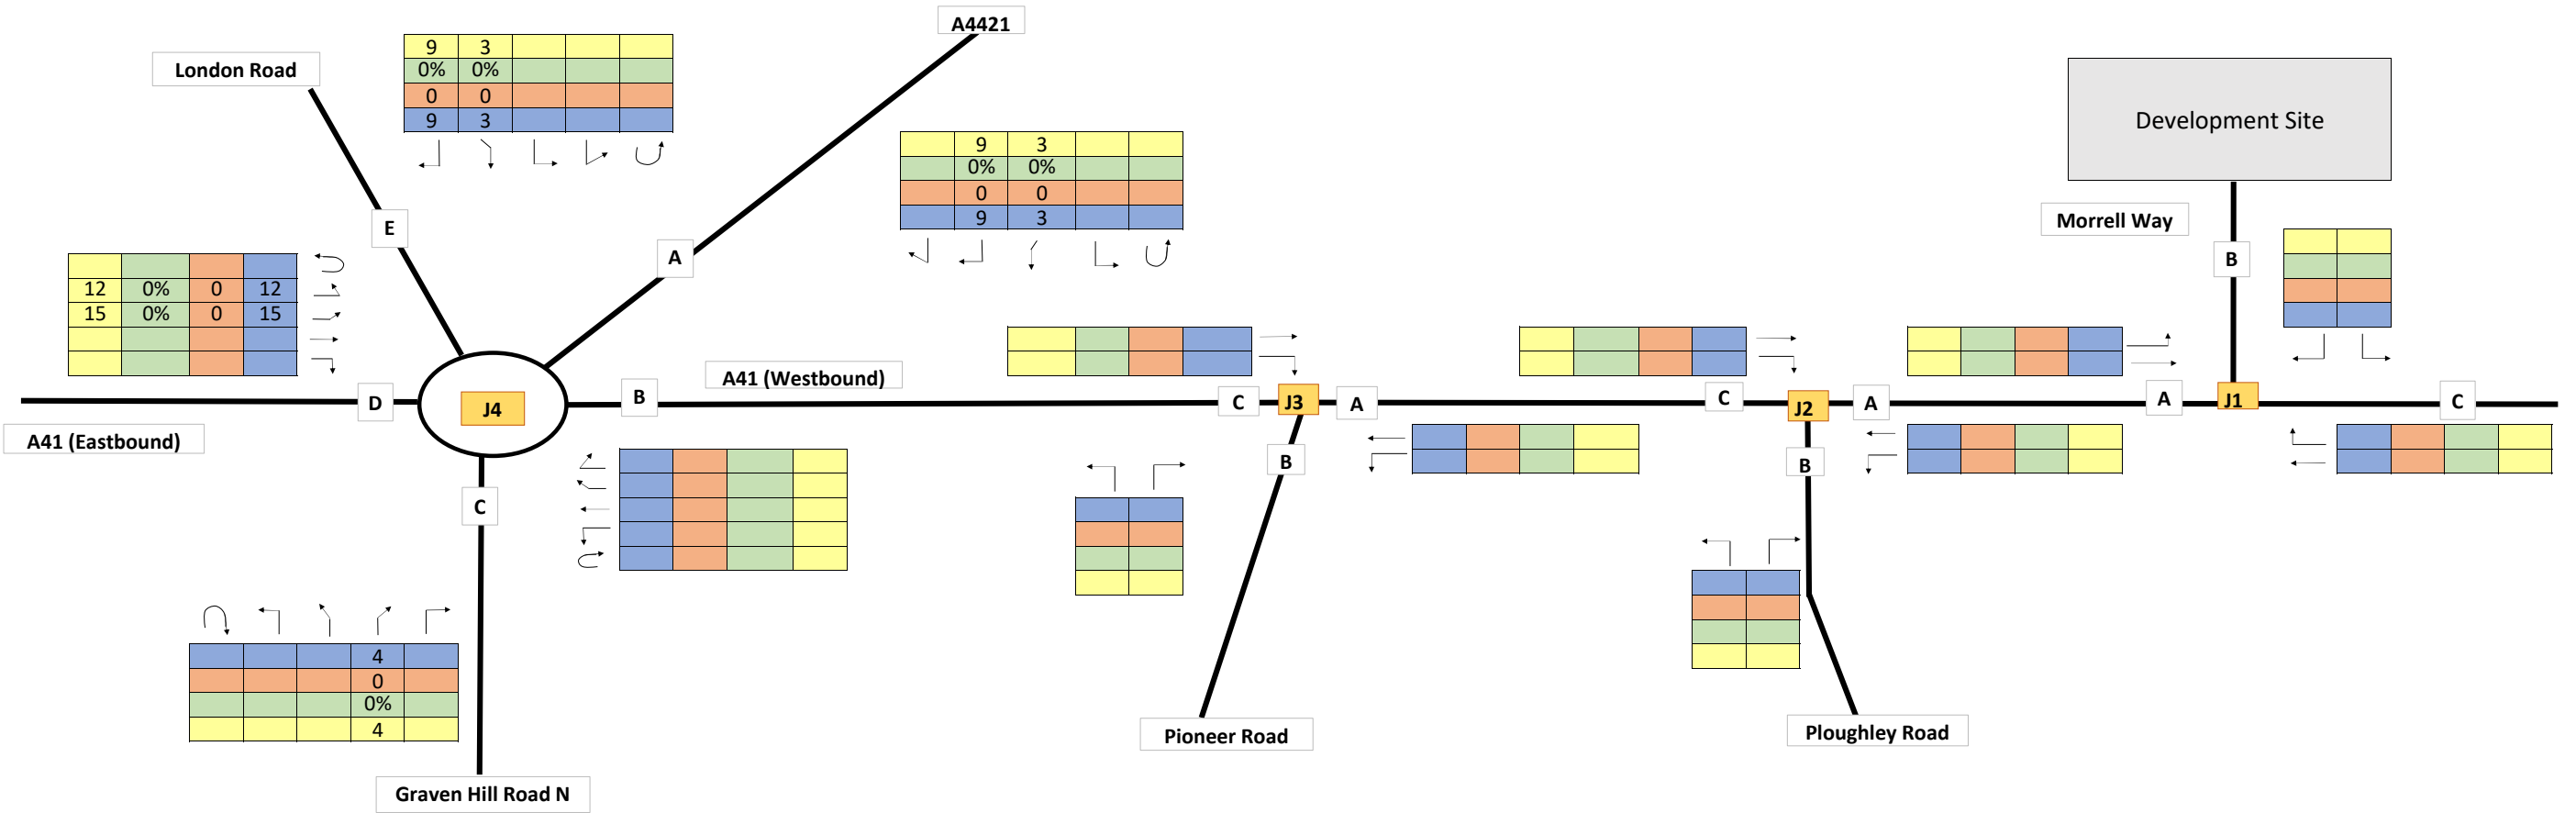 A4421
London Road
9 3
0% 0%
0 0
9 3
Development Site
9 3
0% 0%
0 0
9 3
Morrell Way
E
A
B
12 0% 0 12
15 0% 0 15
A41 (Westbound)
D
J4
B
C
J3
A
C
J2
A
A
J1
C
A41 (Eastbound)
B
B
C
4
0
0%
4
Pioneer Road
Ploughley Road
Graven Hill Road N